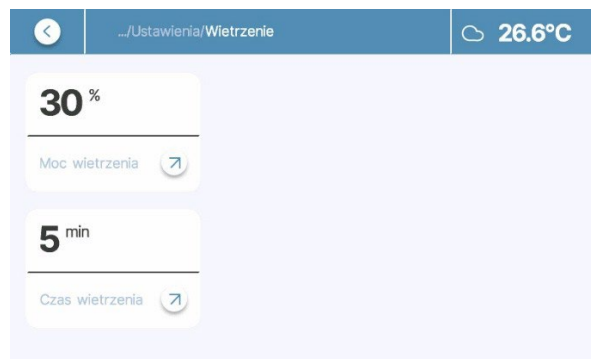 .../Ustawienia/Wietrzenie
26.6°C
30 %
Moc wietrzenia
5 min
Czas wietrzenia